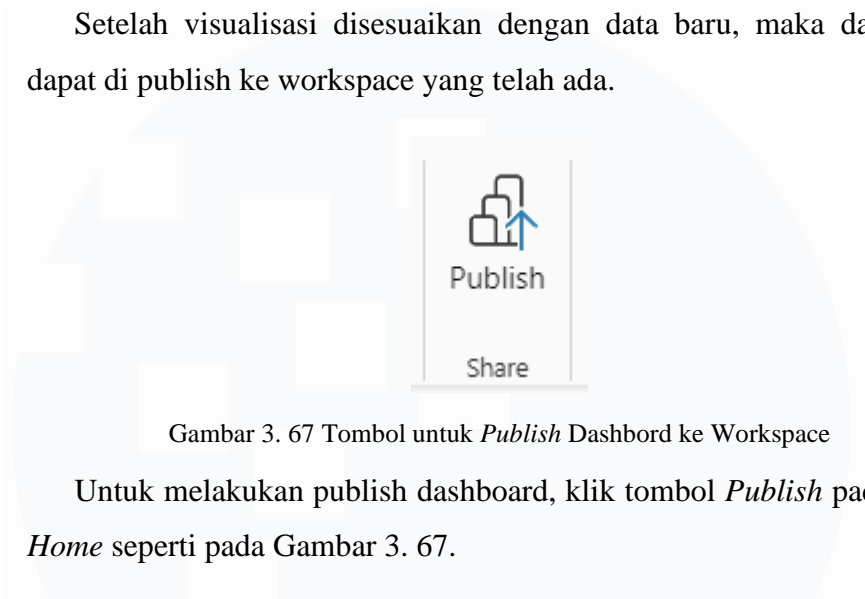 Setelah visualisasi disesuaikan dengan data baru, maka
dapat di publish ke workspace yang telah ada.
Publish
Share
Gambar 3. 67 Tombol untuk Publish Dashbord ke Workspace
Untuk melakukan publish dashboard, klik tombol Publish
Home seperti pada Gambar 3. 67.